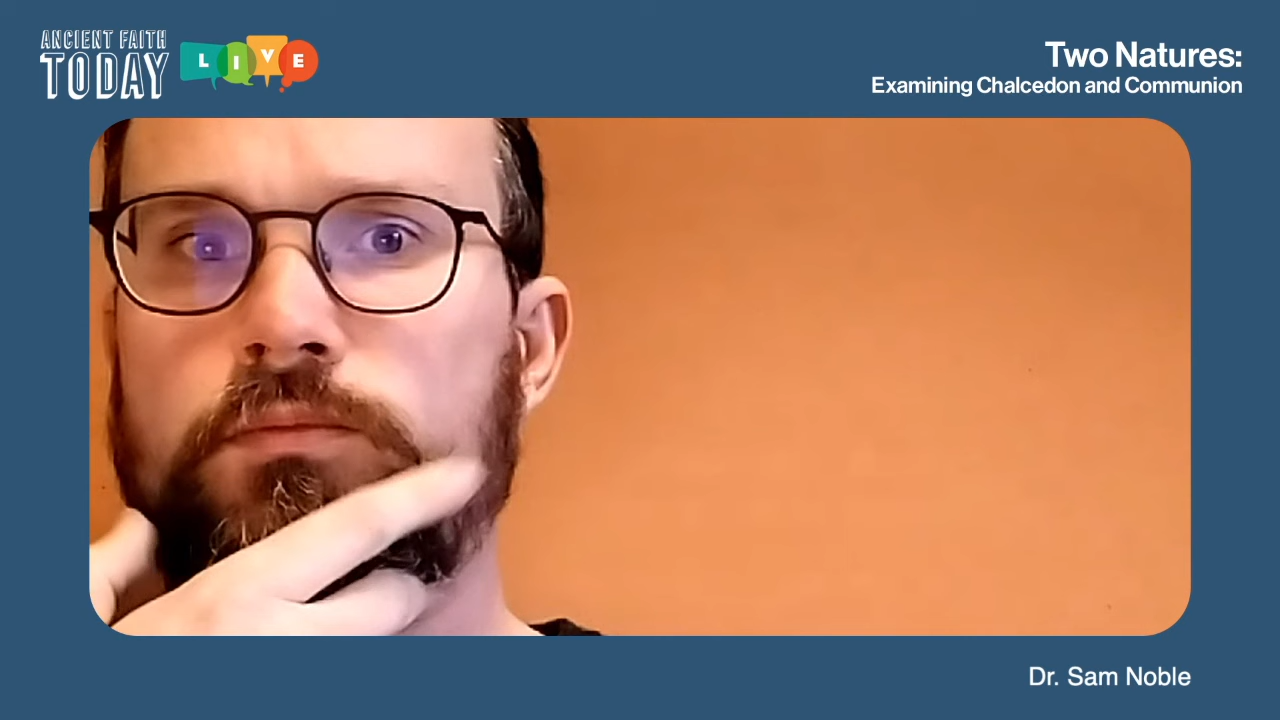 ANCIENT FAITH
TODAY
LIVE
Two Natures:
Examining Chalcedon and Communion
Dr. Sam Noble